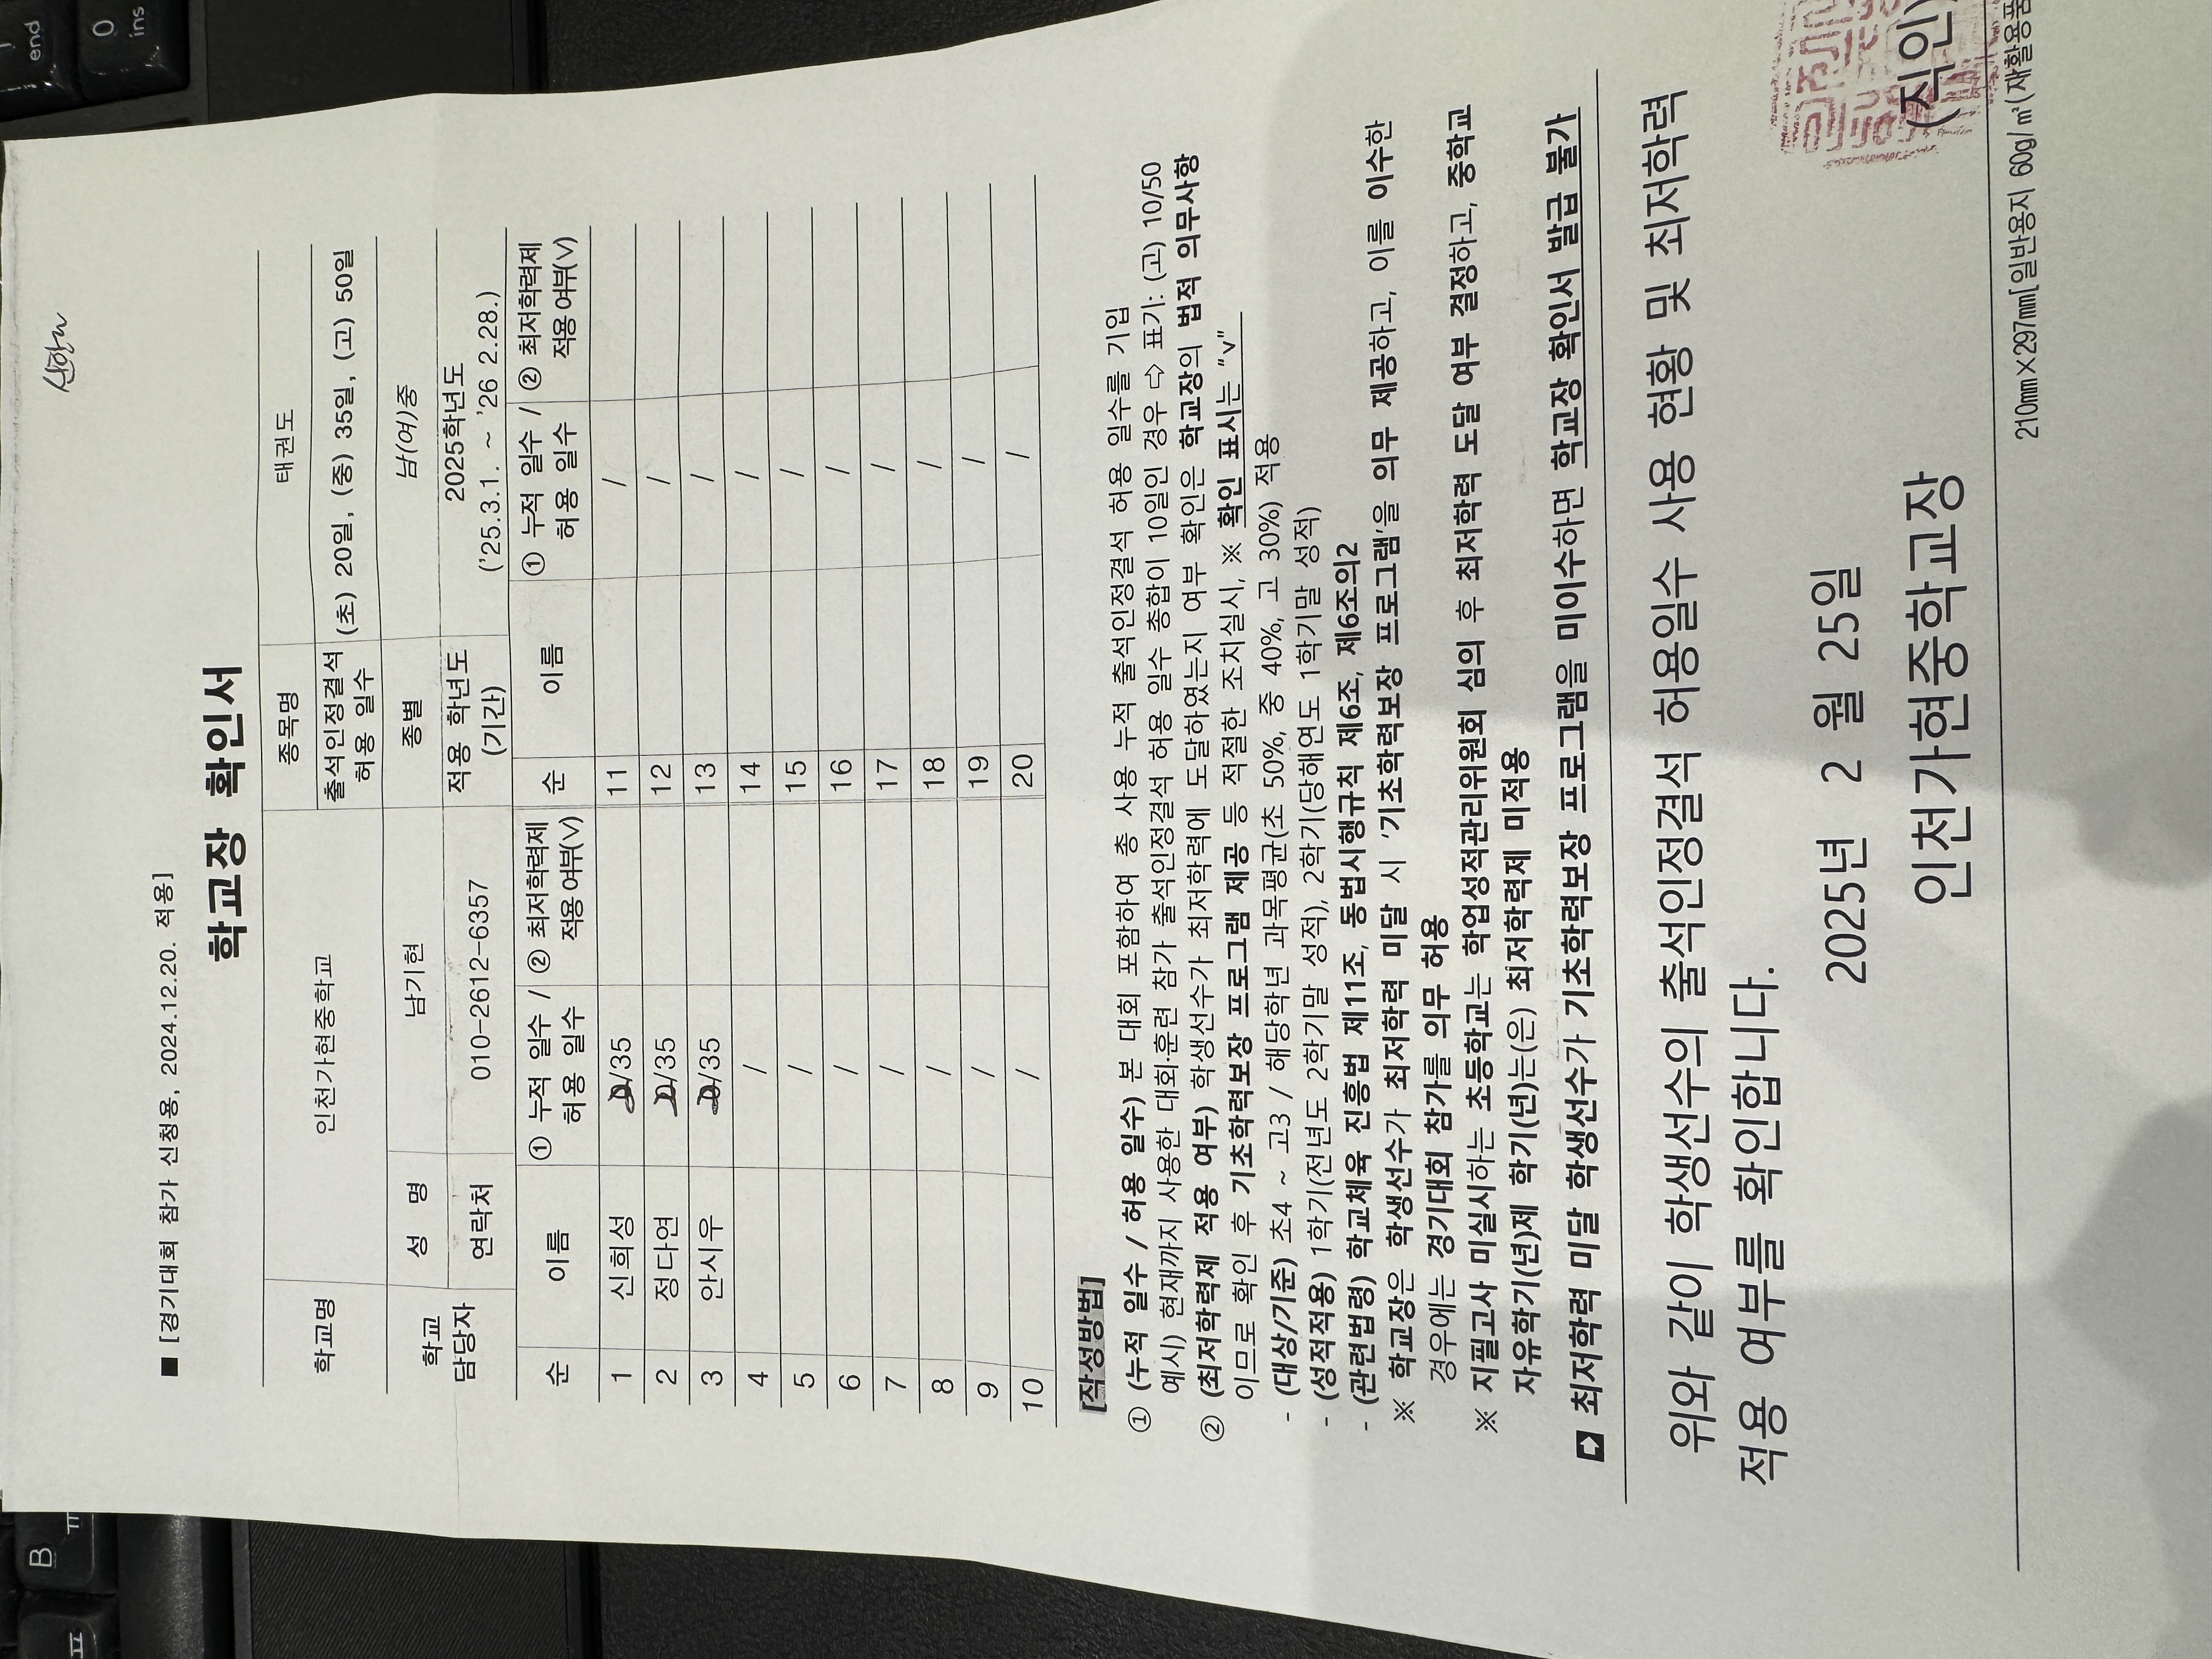 ■ [경기대회 참가 신청용, 2024.12.20. 적용]
학교장 확인서
학교명 인천가현중학교 종목명 태권도
출석인정결석 허용 일수 (초) 20일, (중) 35일, (고) 50일
학교 담당자 성 명 남기현 종별 남(여)중
연락처 010-2612-6357 적용 학년도 (기간) 2025학년도 ('25.3.1. ~ '26 2.28.)
순 이름 ① 누적 일수 / 허용 일수 ② 최저학력제 적용 여부(v) 순 이름 ① 누적 일수 / 허용 일수 ② 최저학력제 적용 여부(v)
1 신희성 /35 11 /
2 정다연 /35 12 /
3 안시우 /35 13 /
4 / 14 /
5 / 15 /
6 / 16 /
7 / 17 /
8 / 18 /
9 / 19 /
10 / 20 /
[작성방법]
① (누적 일수 / 허용 일수) 본 대회 포함하여 총 사용 누적 출석인정결석 허용 일수를 기입
예시) 현재까지 사용한 대회·훈련 참가 출석인정결석 허용 일수 총합이 10일인 경우 ⇨ 표기: (고) 10/50
② (최저학력제 적용 여부) 학생선수가 최저학력에 도달하였는지 여부 확인은 학교장의 법적 의무사항
이므로 확인 후 기초학력보장 프로그램 제공 등 적절한 조치실시, ※ 확인 표시는 "v"
- (대상/기준) 초4 ~ 고3 / 해당학년 과목평균(초 50%, 중 40%, 고 30%) 적용
- (성적적용) 1학기(전년도 2학기말 성적), 2학기(당해연도 1학기말 성적)
- (관련법령) 학교체육 진흥법 제11조, 동법시행규칙 제6조, 제6조의2
※ 학교장은 학생선수가 최저학력 미달 시 '기초학력보장 프로그램'을 의무 제공하고, 이를 이수한
경우에는 경기대회 참가를 의무 허용
※ 지필고사 미실시하는 초등학교는 학업성적관리위원회 심의 후 최저학력 도달 여부 결정하고, 중학교
자유학기(년)제 학기(년)는(은) 최저학력제 미적용
➡ 최저학력 미달 학생선수가 기초학력보장 프로그램을 미이수하면 학교장 확인서 발급 불가
위와 같이 학생선수의 출석인정결석 허용일수 사용 현황 및 최저학력
적용 여부를 확인합니다.
2025년 2 월 25일
인천가현중학교장 (직인)
210㎜×297㎜[일반용지 60g/㎡(재활용품